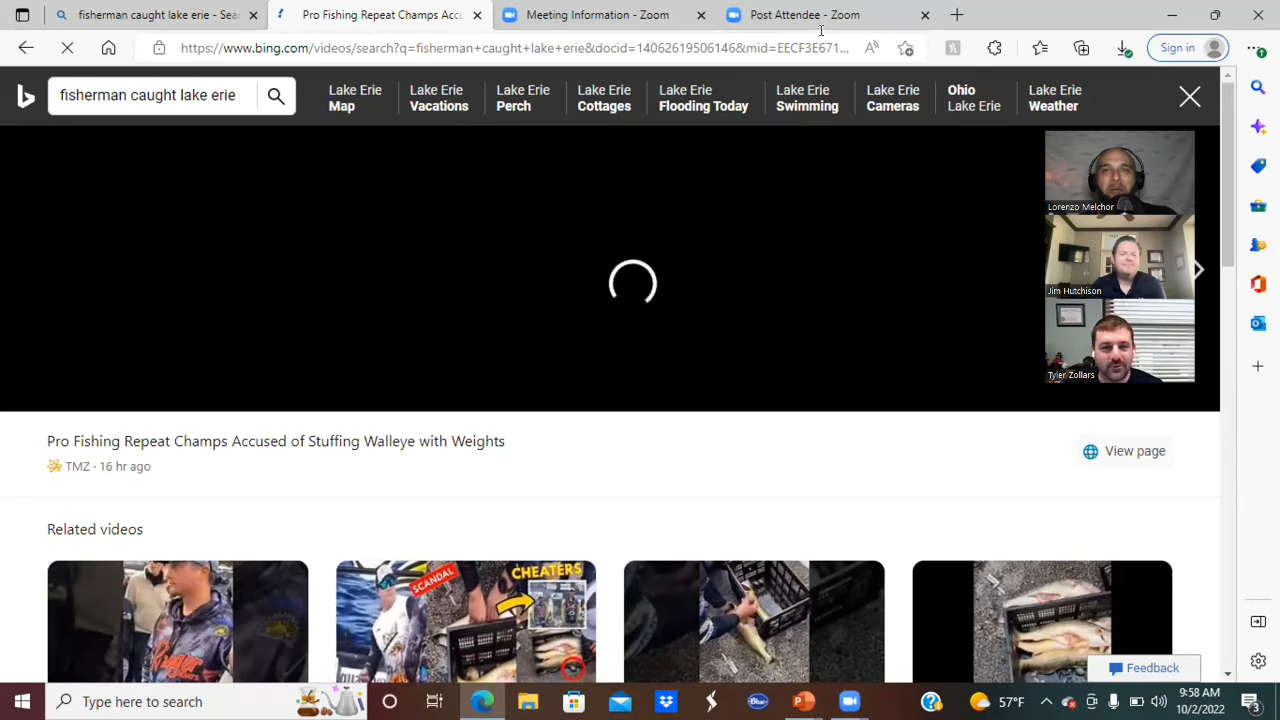 fisherman caught lake erie - Sea
Pro Fishing Repeat Champs Accu
Meeting Information - Zoom
Post Attendee - Zoom
https://www.bing.com/videos/search?q=fisherman+caught+lake+erie&docid=14062619506146&mid=EECF3E671...
Sign in
fisherman caught lake erie
Lake Erie Map
Lake Erie Vacations
Lake Erie Perch
Lake Erie Cottages
Lake Erie Flooding Today
Lake Erie Swimming
Lake Erie Cameras
Ohio Lake Erie
Lake Erie Weather
Lorenzo Melchor
Jim Hutchison
Tyler Zollars
Pro Fishing Repeat Champs Accused of Stuffing Walleye with Weights
TMZ · 16 hr ago
View page
Related videos
SCANDAL
CHEATERS
Ranger
Feedback
Type here to search
Blue
57°F
9:58 AM
10/2/2022
3